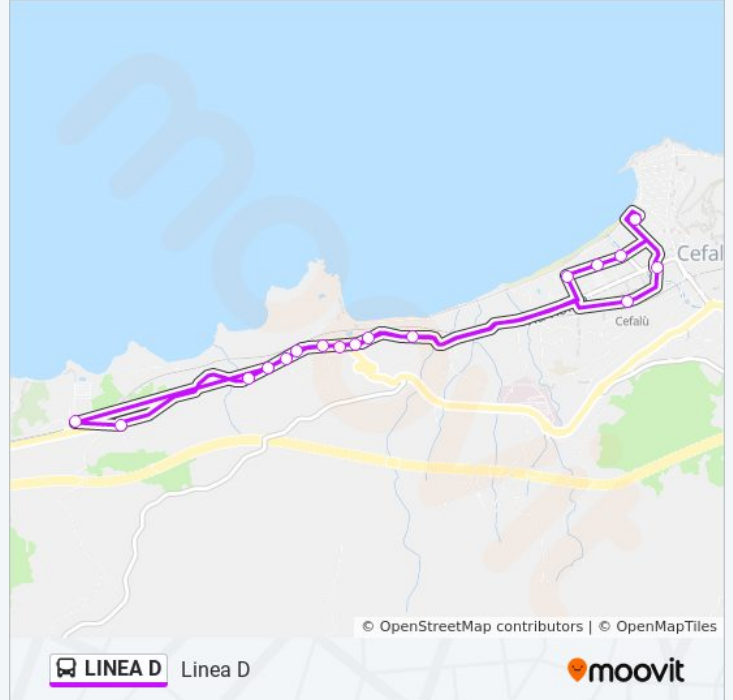 Cefal
Cefalù
© OpenStreetMap contributors | © OpenMapTiles
LINEA D Linea D
moovit